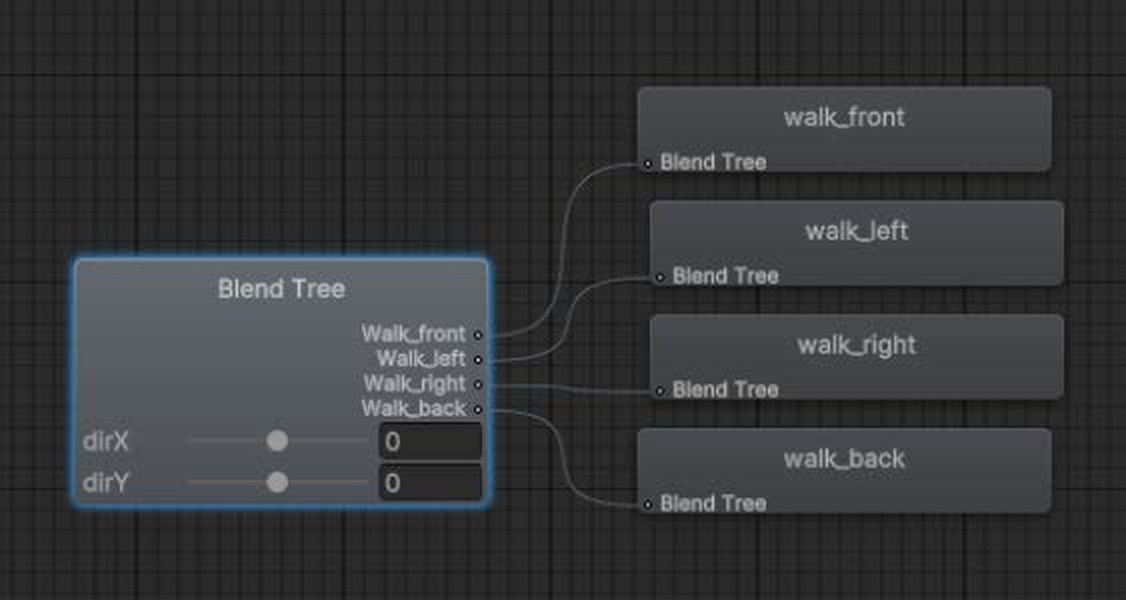 Blend Tree
Walk_front
Walk_left
Walk_right
Walk_back
dirX 0
dirY 0
walk_front
Blend Tree
walk_left
Blend Tree
walk_right
Blend Tree
walk_back
Blend Tree